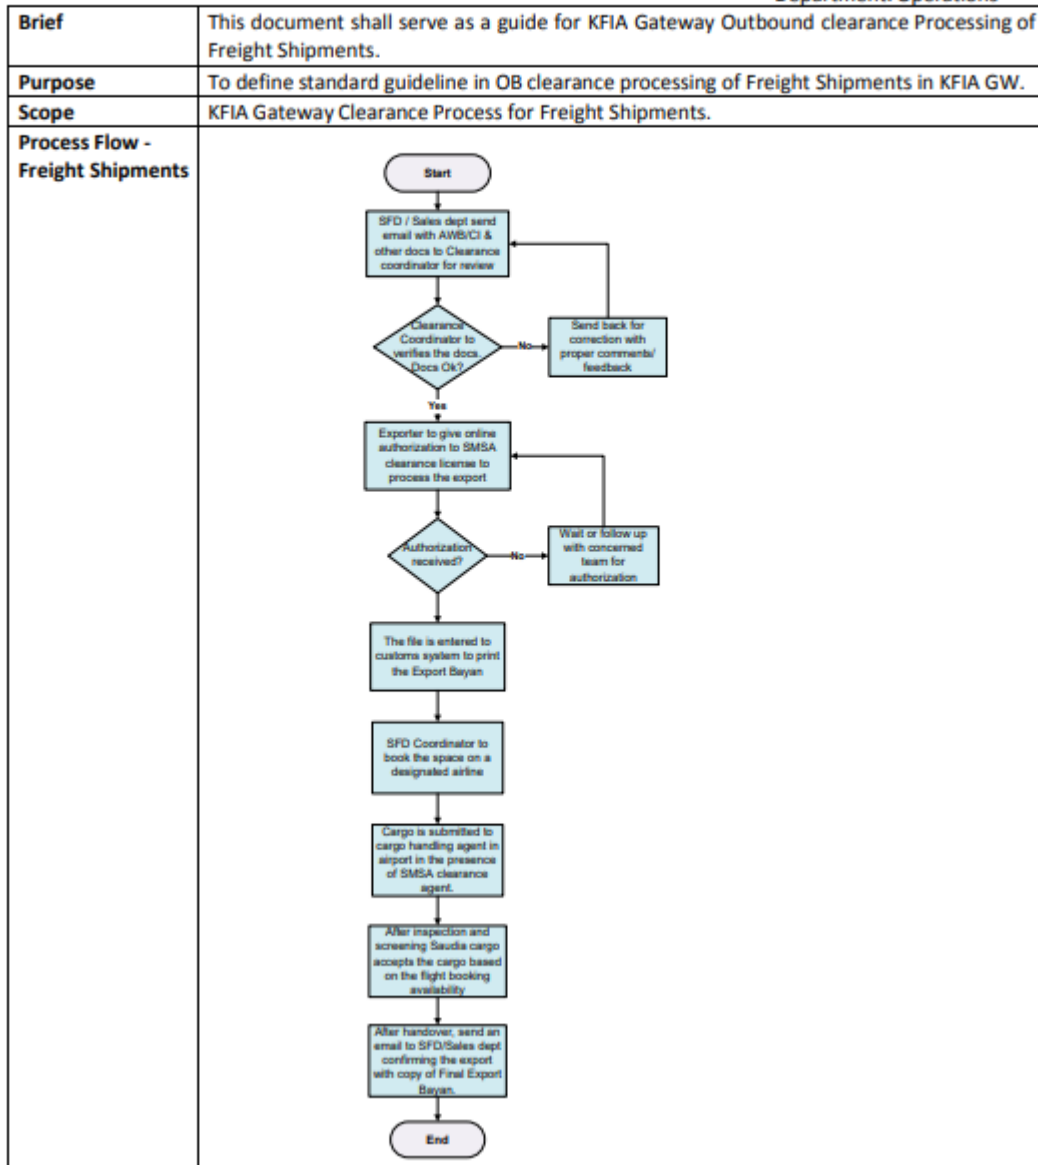 Department: Operations
Brief
This document shall serve as a guide for KFIA Gateway Outbound clearance Processing of
Freight Shipments.
Purpose
To define standard guideline in OB clearance processing of Freight Shipments in KFIA GW.
Scope
KFIA Gateway Clearance Process for Freight Shipments.
Process Flow -
Freight Shipments
Start
SFD / Sales dept send
email with AWB/CI &
other docs to Clearance
coordinator for review
Clearance
Coordinator to
verifies the docs.
Docs Ok?
No
Send back for
correction with
proper comments/
feedback
Yes
Exporter to give online
authorization to SMSA
clearance license to
process the export
Authorization
received?
No
Wait or follow up
with concerned
team for
authorization
The file is entered to
customs system to print
the Export Bayan
SFD Coordinator to
book the space on a
designated airline
Cargo is submitted to
cargo handling agent in
airport in the presence
of SMSA clearance
agent.
After inspection and
screening Saudia cargo
accepts the cargo based
on the flight booking
availability
After handover, send an
email to SFD/Sales dept
confirming the export
with copy of Final Export
Bayan.
End